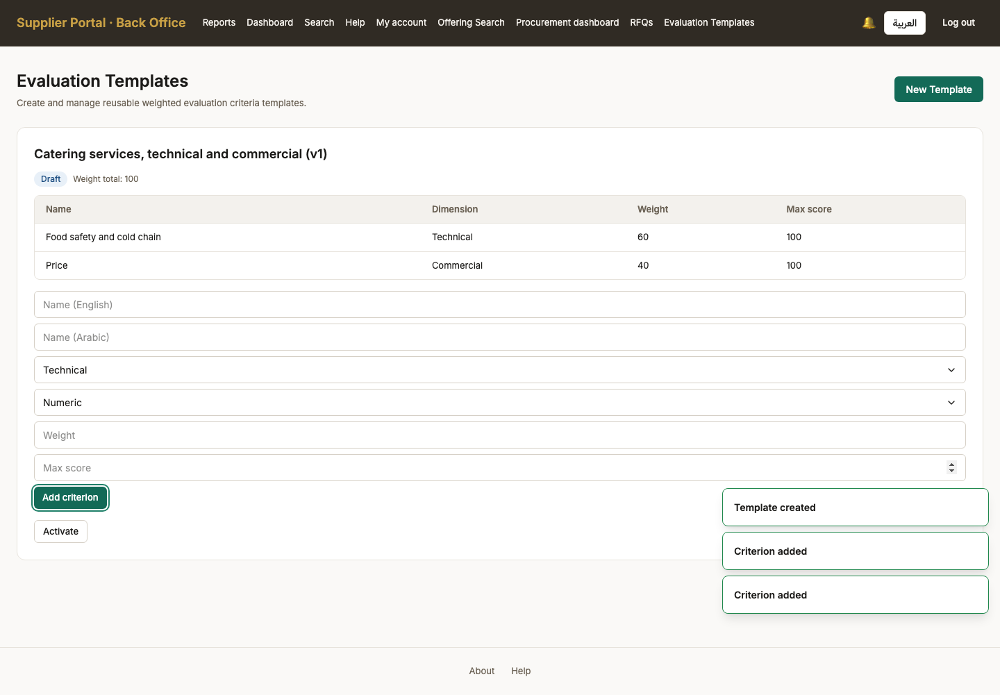 Supplier Portal · Back Office
Reports
Dashboard
Search
Help
My account
Offering Search
Procurement dashboard
RFQs
Evaluation Templates
العربية
Log out
Evaluation Templates
Create and manage reusable weighted evaluation criteria templates.
New Template
Catering services, technical and commercial (v1)
Draft
Weight total: 100
Name Dimension Weight Max score
Food safety and cold chain Technical 60 100
Price Commercial 40 100
Name (English)
Name (Arabic)
Technical
Numeric
Weight
Max score
Add criterion
Activate
Template created
Criterion added
Criterion added
About
Help